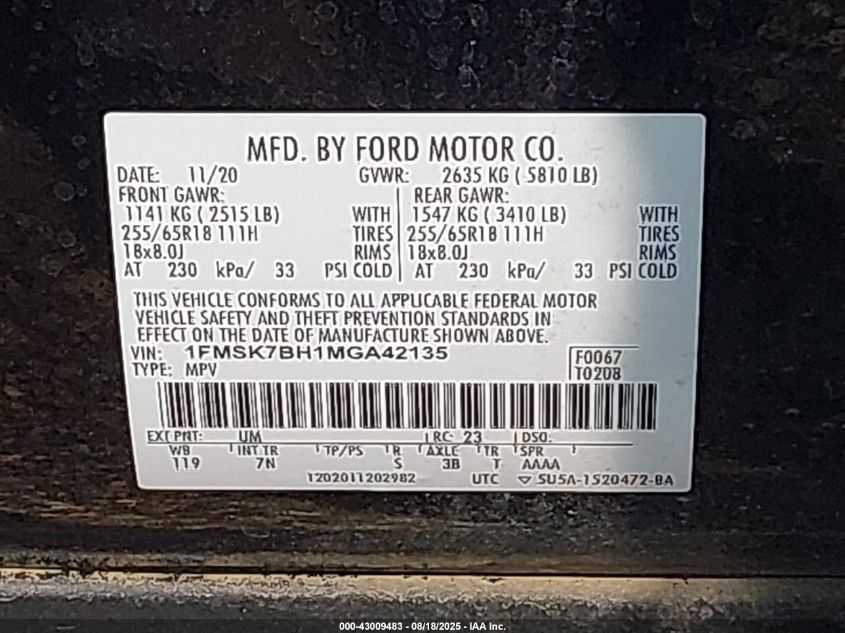 MFD. BY FORD MOTOR CO.
DATE: 11/20 GVWR: 2635 KG ( 5810 LB)
FRONT GAWR: REAR GAWR:
1141 KG ( 2515 LB) WITH 1547 KG ( 3410 LB) WITH
255/65R18 111H TIRES 255/65R18 111H TIRES
18x8.0J RIMS 18x8.0J RIMS
AT 230 kPa/ 33 PSI COLD AT 230 kPa/ 33 PSI COLD
THIS VEHICLE CONFORMS TO ALL APPLICABLE FEDERAL MOTOR
VEHICLE SAFETY AND THEFT PREVENTION STANDARDS IN
EFFECT ON THE DATE OF MANUFACTURE SHOWN ABOVE.
VIN: 1FMSK7BH1MGA42135 F0067
TYPE: MPV T0208
EXT PNT: UM RC: 23 DSO:
WB INT TR TP/PS R AXLE TR SPR
119 7N S 3B T AAAA
1202011202982 UTC ▽ 5U5A-1520472-BA
000-43009483 - 08/18/2025 - IAA Inc.